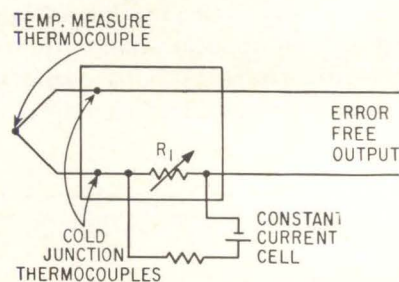 TEMP. MEASURE
THERMOCOUPLE
R1
ERROR
FREE
OUTPUT
COLD
JUNCTION
THERMOCOUPLES
CONSTANT
CURRENT
CELL